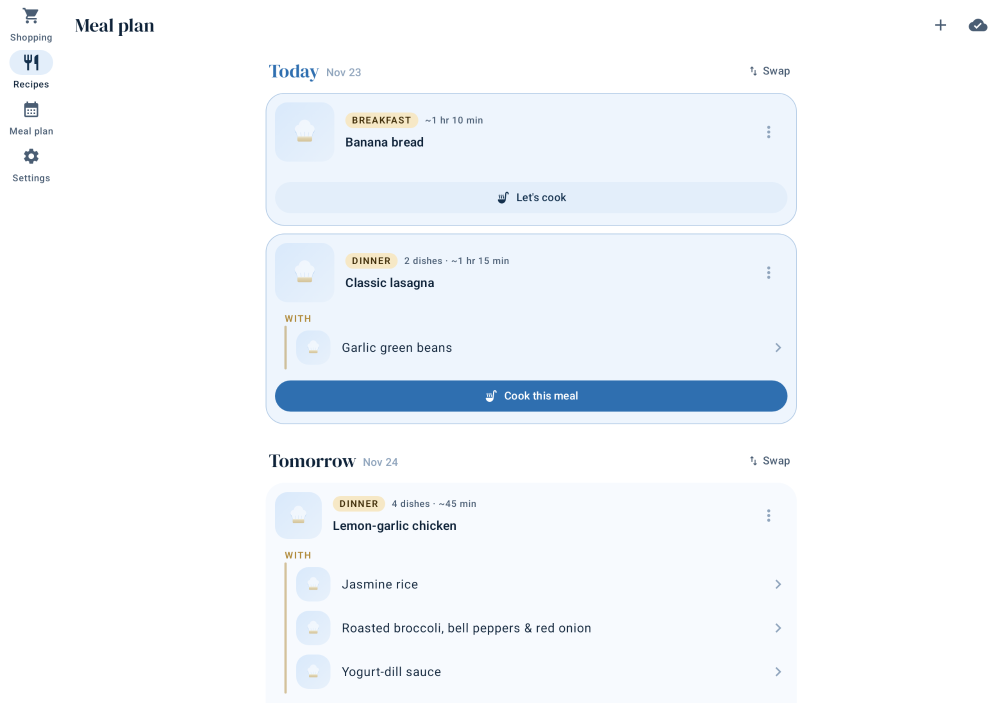 Meal plan
Shopping
Recipes
Meal plan
Settings
Today Nov 23
Swap
BREAKFAST ~1 hr 10 min
Banana bread
Let's cook
DINNER 2 dishes · ~1 hr 15 min
Classic lasagna
WITH
Garlic green beans
Cook this meal
Tomorrow Nov 24
Swap
DINNER 4 dishes · ~45 min
Lemon-garlic chicken
WITH
Jasmine rice
Roasted broccoli, bell peppers & red onion
Yogurt-dill sauce